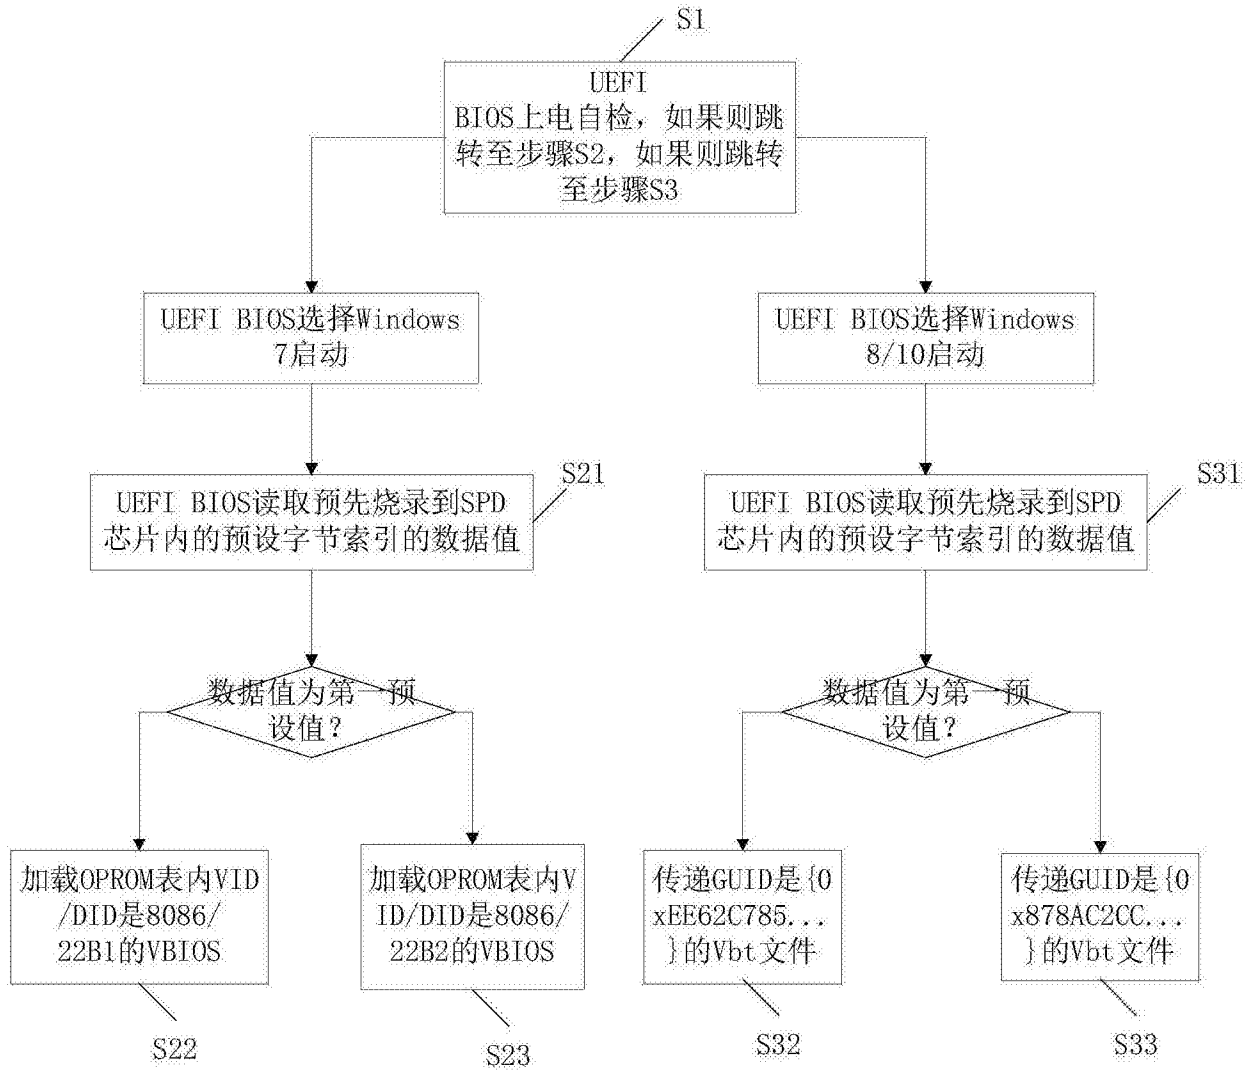 S1
UEFI
BIOS上电自检，如果则跳
转至步骤S2，如果则跳转
至步骤S3
UEFI BIOS选择Windows
7启动
UEFI BIOS选择Windows
8/10启动
S21
UEFI BIOS读取预先烧录到SPD
芯片内的预设字节索引的数据值
S31
UEFI BIOS读取预先烧录到SPD
芯片内的预设字节索引的数据值
数据值为第一预
设值？
数据值为第一预
设值？
加载OPROM表内VID
/DID是8086/
22B1的VBIOS
加载OPROM表内V
ID/DID是8086/
22B2的VBIOS
传递GUID是{0
xEE62C785...
}的Vbt文件
传递GUID是{0
x878AC2CC...
}的Vbt文件
S22
S23
S32
S33